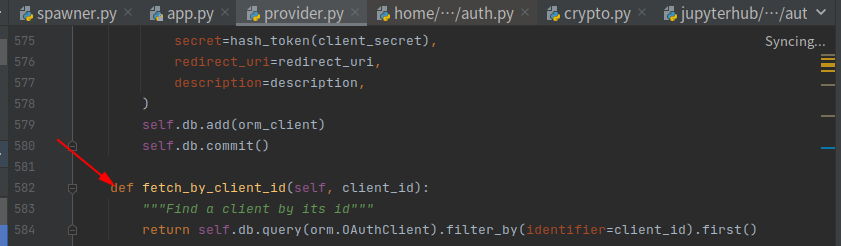 spawner.py app.py provider.py home/…/auth.py crypto.py jupyterhub/…/aut
575 secret=hash_token(client_secret), Syncing…
576 redirect_uri=redirect_uri,
577 description=description,
578 )
579 self.db.add(orm_client)
580 self.db.commit()
581
582 def fetch_by_client_id(self, client_id):
583 """Find a client by its id"""
584 return self.db.query(orm.OAuthClient).filter_by(identifier=client_id).first()